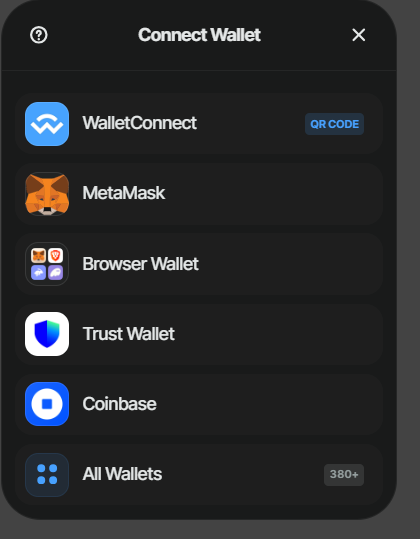 Connect Wallet
WalletConnect QR CODE
MetaMask
Browser Wallet
Trust Wallet
Coinbase
All Wallets 380+